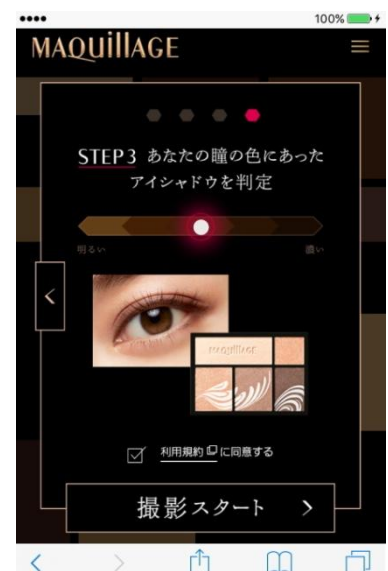 100%
MAQuillAGE
STEP3 あなたの瞳の色にあった
アイシャドウを判定
明るい 濃い
MAQuillAGE
利用規約 に同意する
撮影スタート